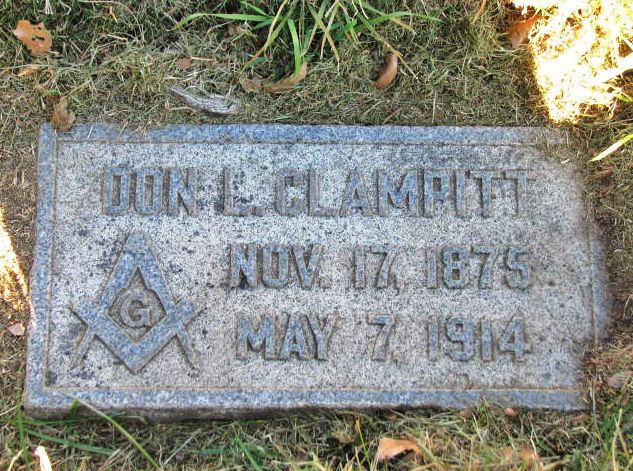 DON L. CLAMPITT
NOV. 17, 1875
G
MAY 7, 1914